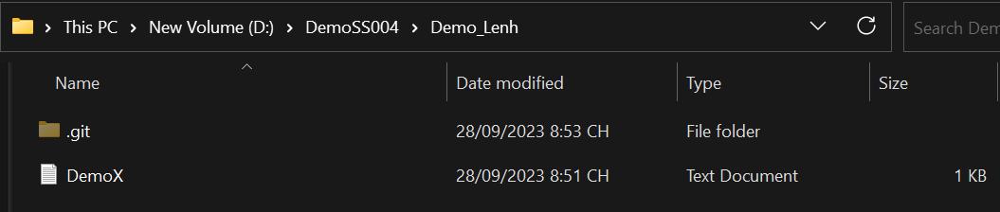 This PC > New Volume (D:) > DemoSS004 > Demo_Lenh
Search Dem
Name Date modified Type Size
.git 28/09/2023 8:53 CH File folder
DemoX 28/09/2023 8:51 CH Text Document 1 KB